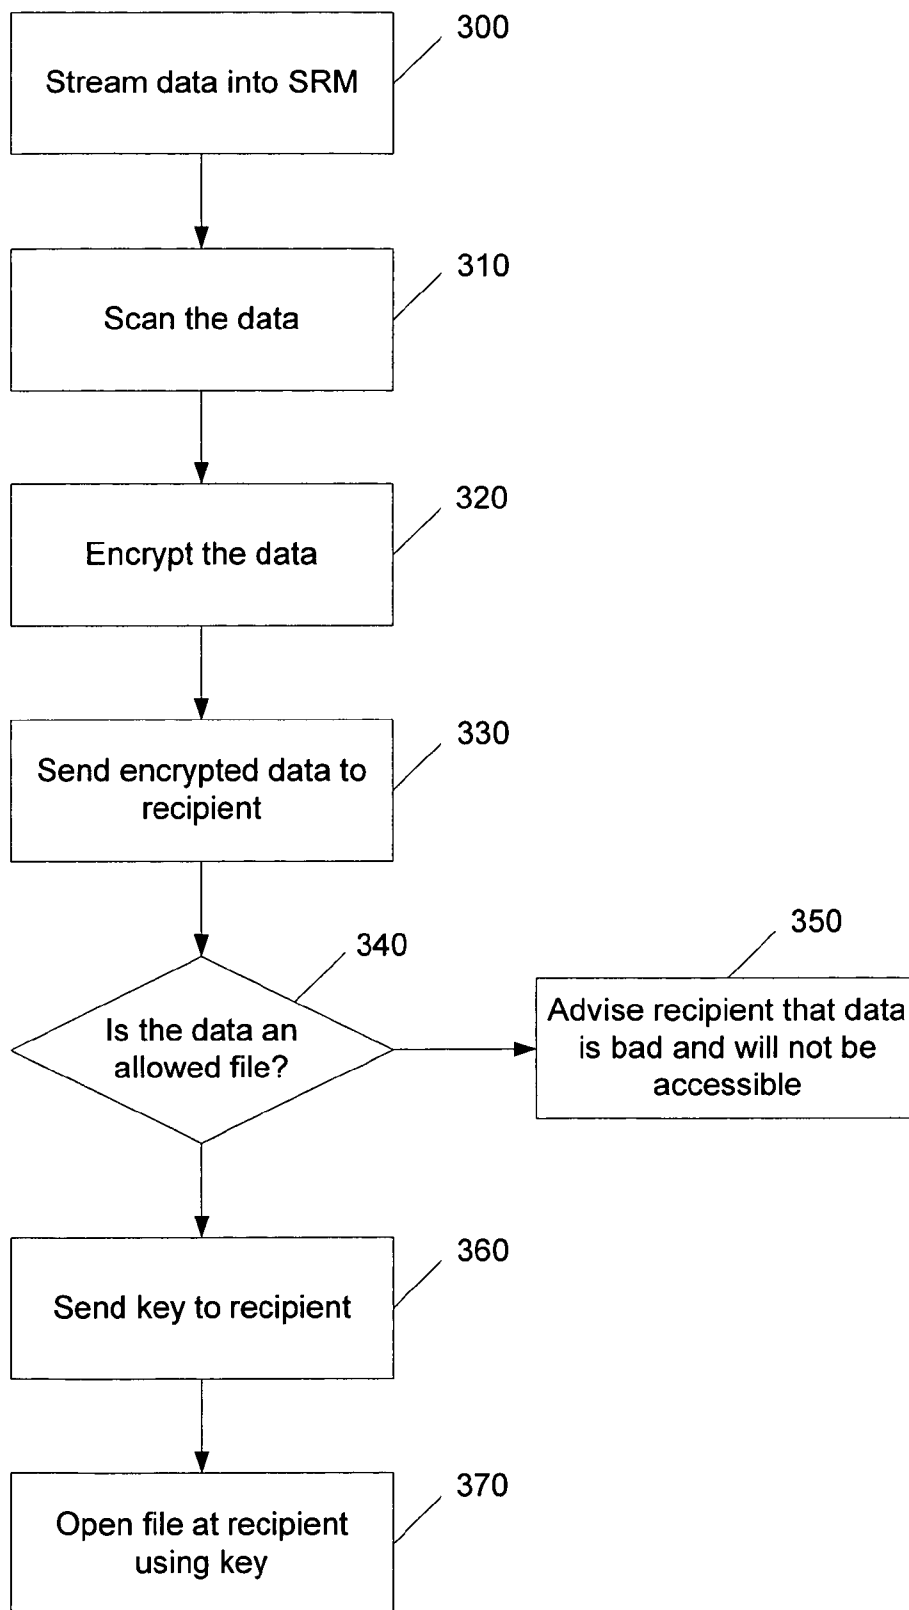 300
Stream data into SRM
310
Scan the data
320
Encrypt the data
330
Send encrypted data to
recipient
340
Is the data an
allowed file?
350
Advise recipient that data
is bad and will not be
accessible
360
Send key to recipient
370
Open file at recipient
using key